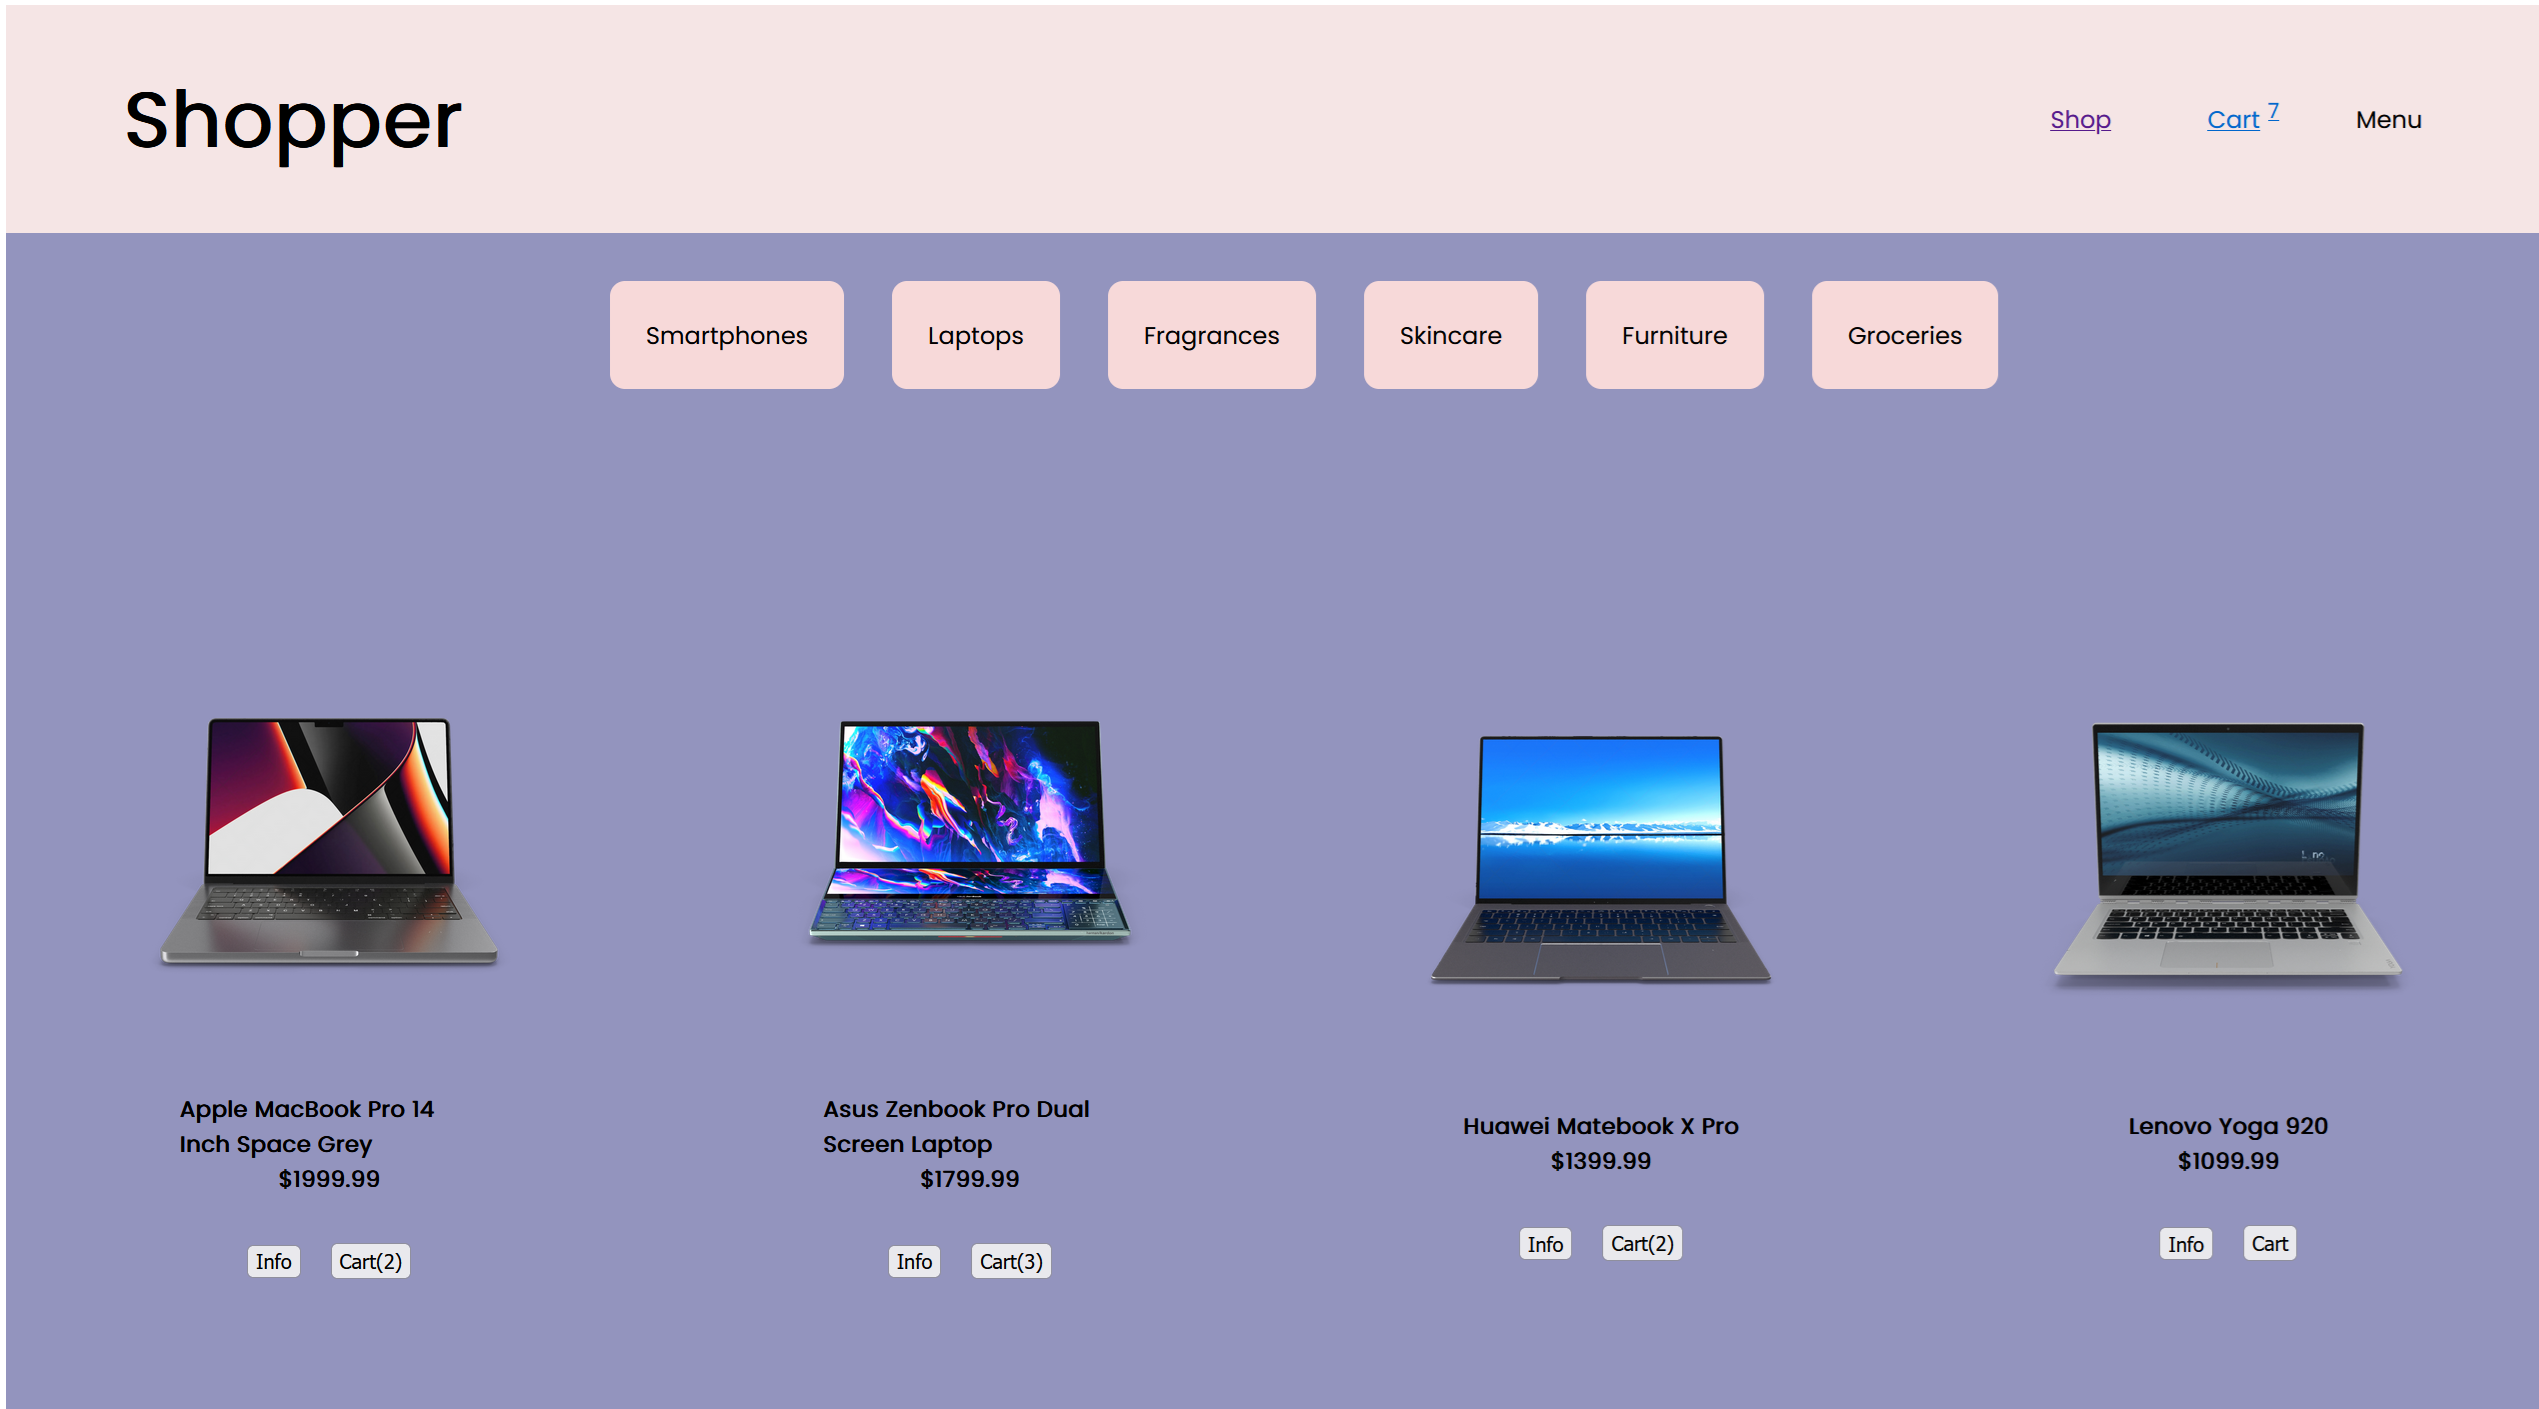 Shopper
Shop
Cart 7
Menu
Smartphones
Laptops
Fragrances
Skincare
Furniture
Groceries
Apple MacBook Pro 14
Inch Space Grey
$1999.99
Info
Cart(2)
Asus Zenbook Pro Dual
Screen Laptop
$1799.99
Info
Cart(3)
Huawei Matebook X Pro
$1399.99
Info
Cart(2)
Lenovo Yoga 920
$1099.99
Info
Cart